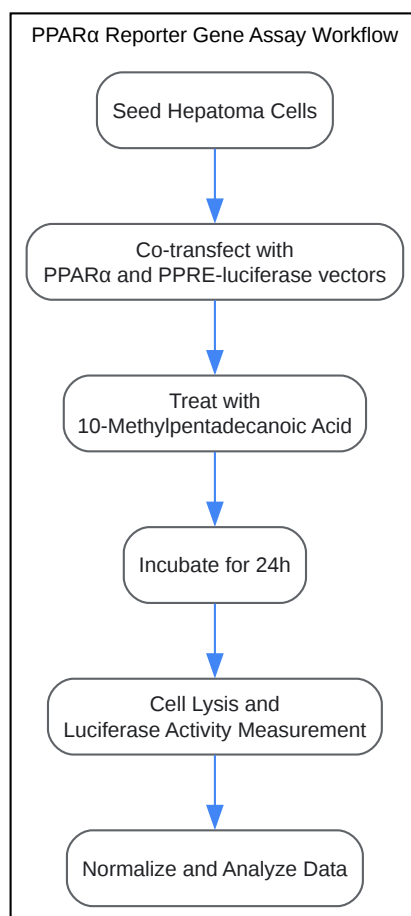 PPARα Reporter Gene Assay Workflow
Seed Hepatoma Cells
Co-transfect with
PPARα and PPRE-luciferase vectors
Treat with
10-Methylpentadecanoic Acid
Incubate for 24h
Cell Lysis and
Luciferase Activity Measurement
Normalize and Analyze Data